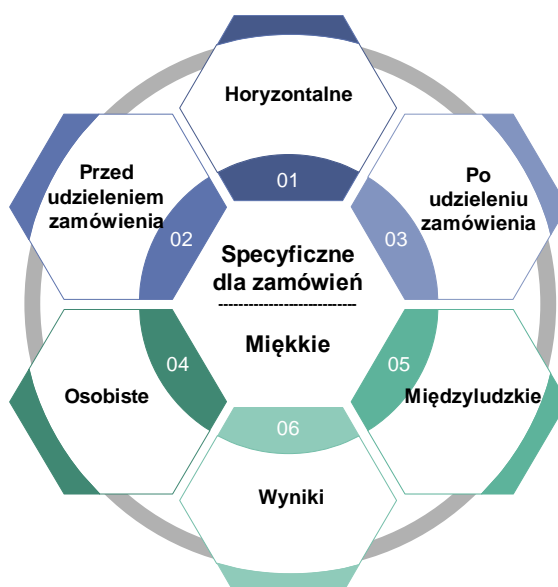 Horyzontalne
01
Przed
udzieleniem
zamówienia
02
Po
udzieleniu
zamówienia
03
Specyficzne
dla zamówień
----------------------------
Miękkie
04
Osobiste
05
Międzyludzkie
06
Wyniki